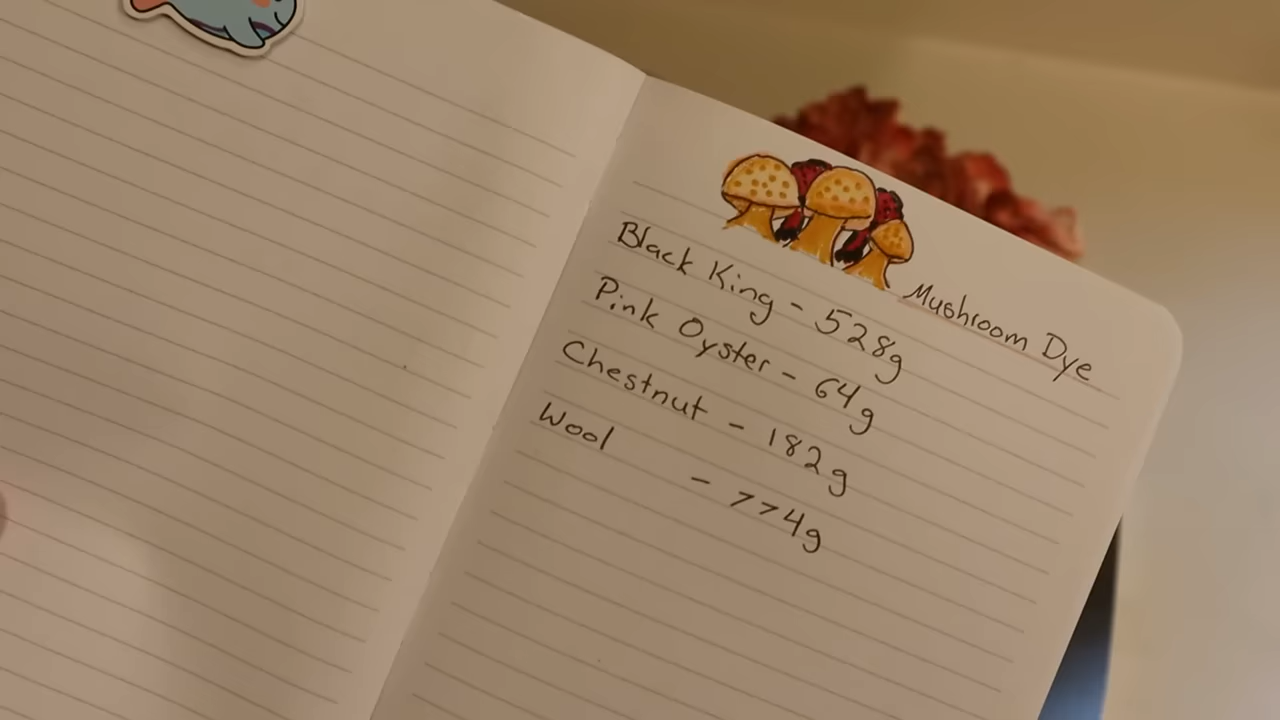 Mushroom Dye
Black King - 528g
Pink Oyster - 64g
Chestnut - 182g
Wool - 774g